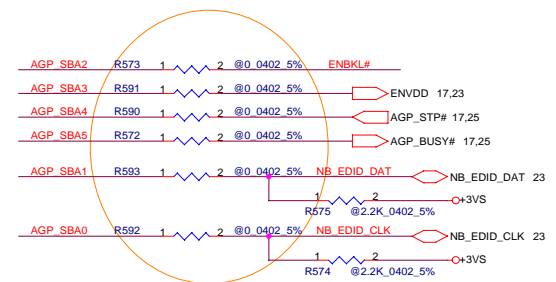 AGP_SBA2 R573 1 2 @0_0402_5% ENBKL#
AGP_SBA3 R591 1 2 @0_0402_5% ENVDD 17,23
AGP_SBA4 R590 1 2 @0_0402_5% AGP_STP# 17,25
AGP_SBA5 R572 1 2 @0_0402_5% AGP_BUSY# 17,25
AGP_SBA1 R593 1 2 @0_0402_5% NB_EDID_DAT NB_EDID_DAT 23
1 2 +3VS
R575 @2.2K_0402_5%
AGP_SBA0 R592 1 2 @0_0402_5% NB_EDID_CLK NB_EDID_CLK 23
1 2 +3VS
R574 @2.2K_0402_5%